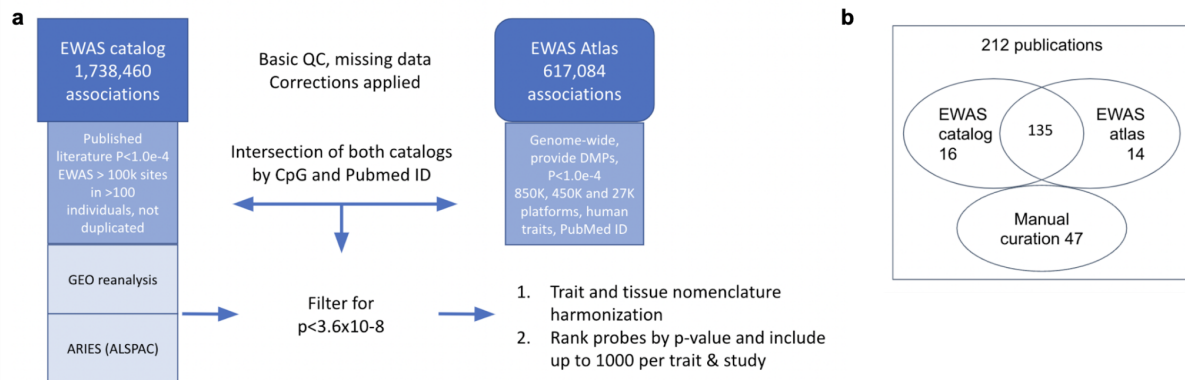 a
EWAS catalog
1,738,460
associations
Published
literature P<1.0e-4
EWAS > 100k sites
in >100
individuals, not
duplicated
GEO reanalysis
ARIES (ALSPAC)
Basic QC, missing data
Corrections applied
Intersection of both catalogs
by CpG and Pubmed ID
Filter for
p<3.6x10-8
EWAS Atlas
617,084
associations
Genome-wide,
provide DMPs,
P<1.0e-4
850K, 450K and 27K
platforms, human
traits, PubMed ID
1. Trait and tissue nomenclature
harmonization
2. Rank probes by p-value and include
up to 1000 per trait & study
b
212 publications
EWAS
catalog
16
135
EWAS
atlas
14
Manual
curation 47